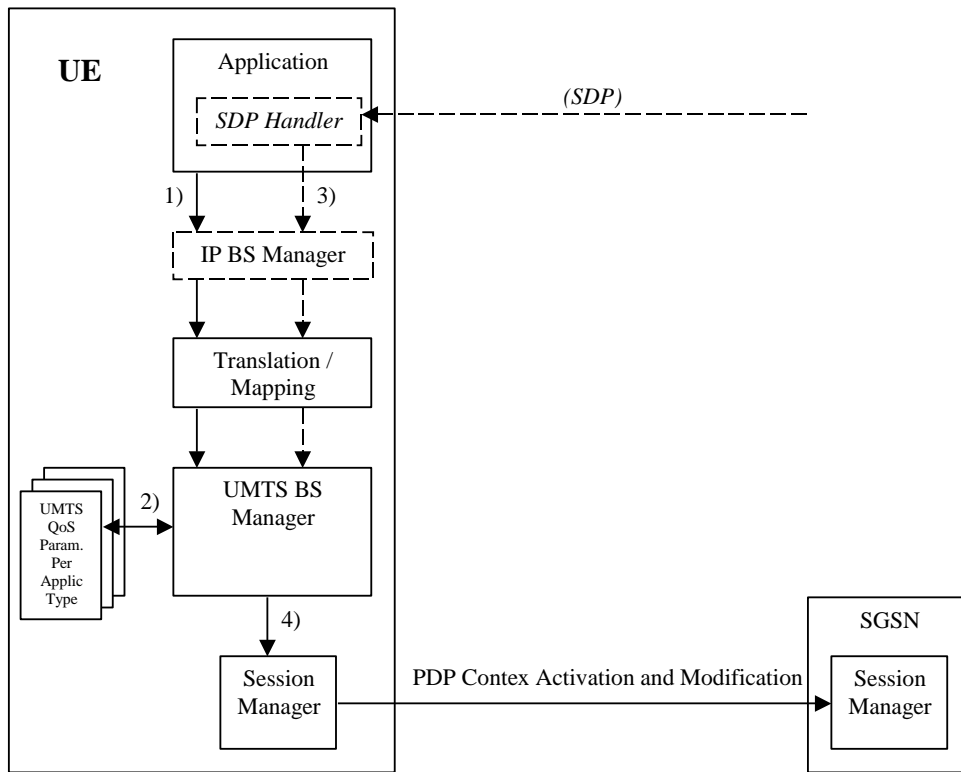 UE
Application
SDP Handler
(SDP)
1)
3)
IP BS Manager
Translation /
Mapping
UMTS BS
Manager
2)
UMTS
QoS
Param.
Per
Applic
Type
4)
Session
Manager
PDP Contex Activation and Modification
SGSN
Session
Manager